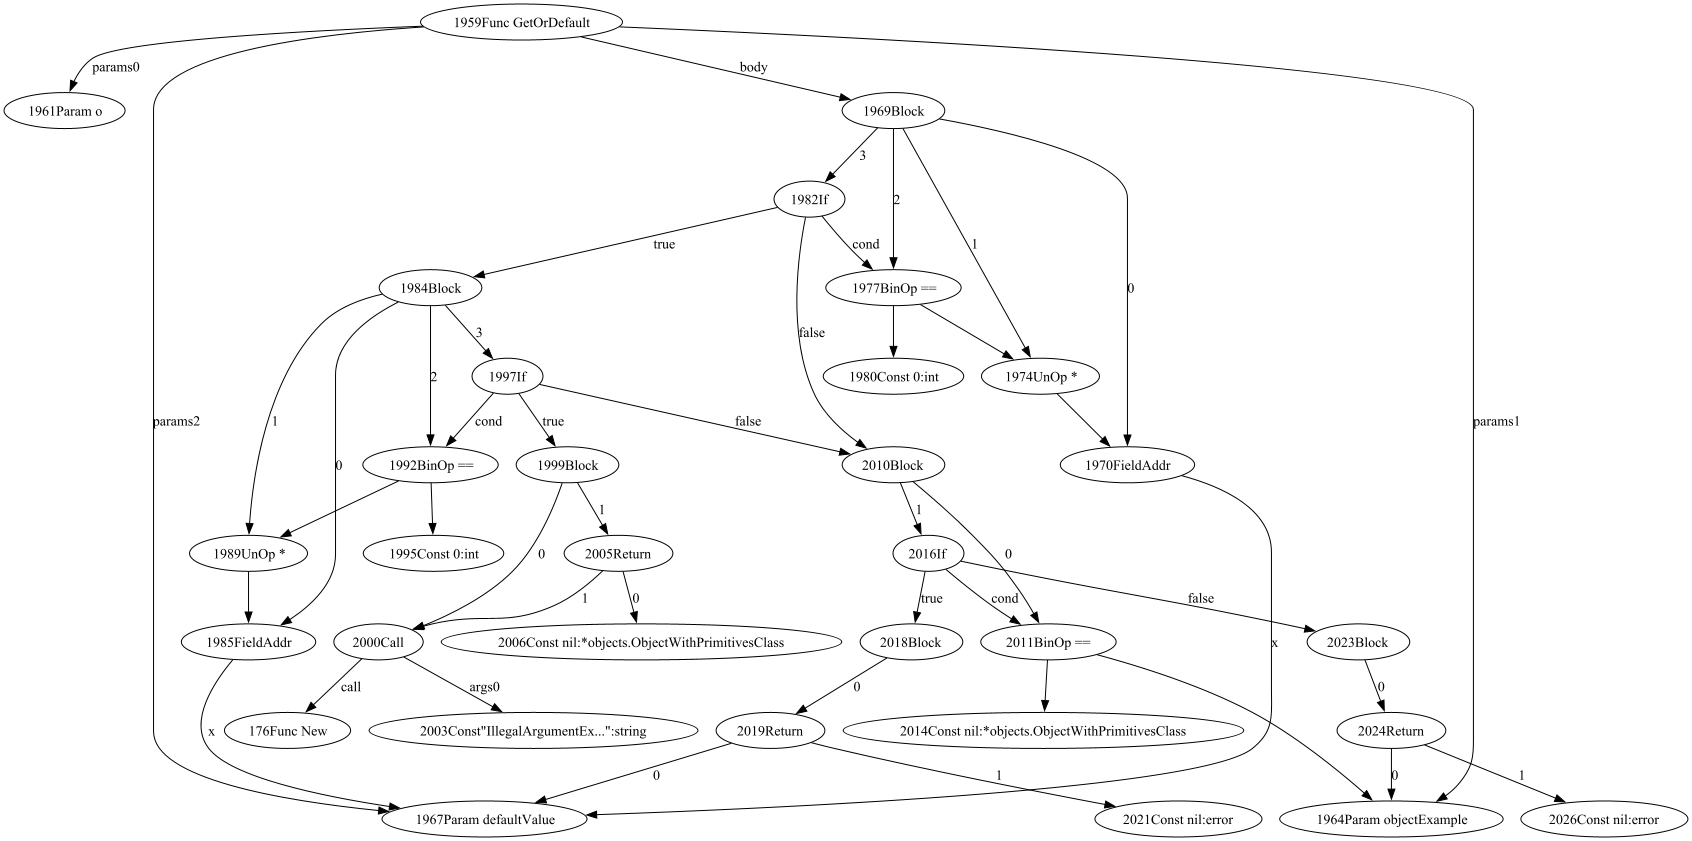 1959Func GetOrDefault
params0
body
1961Param o
1969Block
3
1982If
2
true
cond
1
1984Block
1977BinOp ==
0
3
false
1997If
1980Const 0:int
1974UnOp *
2
params2
1
cond
true
false
params1
0
1992BinOp ==
1999Block
2010Block
1970FieldAddr
1
1
1989UnOp *
1995Const 0:int
0
2005Return
2016If
0
1
0
true
cond
false
1985FieldAddr
2000Call
2006Const nil:*objects.ObjectWithPrimitivesClass
2018Block
2011BinOp ==
x
2023Block
call
args0
0
0
x
176Func New
2003Const"IllegalArgumentEx...":string
2019Return
2014Const nil:*objects.ObjectWithPrimitivesClass
2024Return
0
1
0
1
1967Param defaultValue
2021Const nil:error
1964Param objectExample
2026Const nil:error